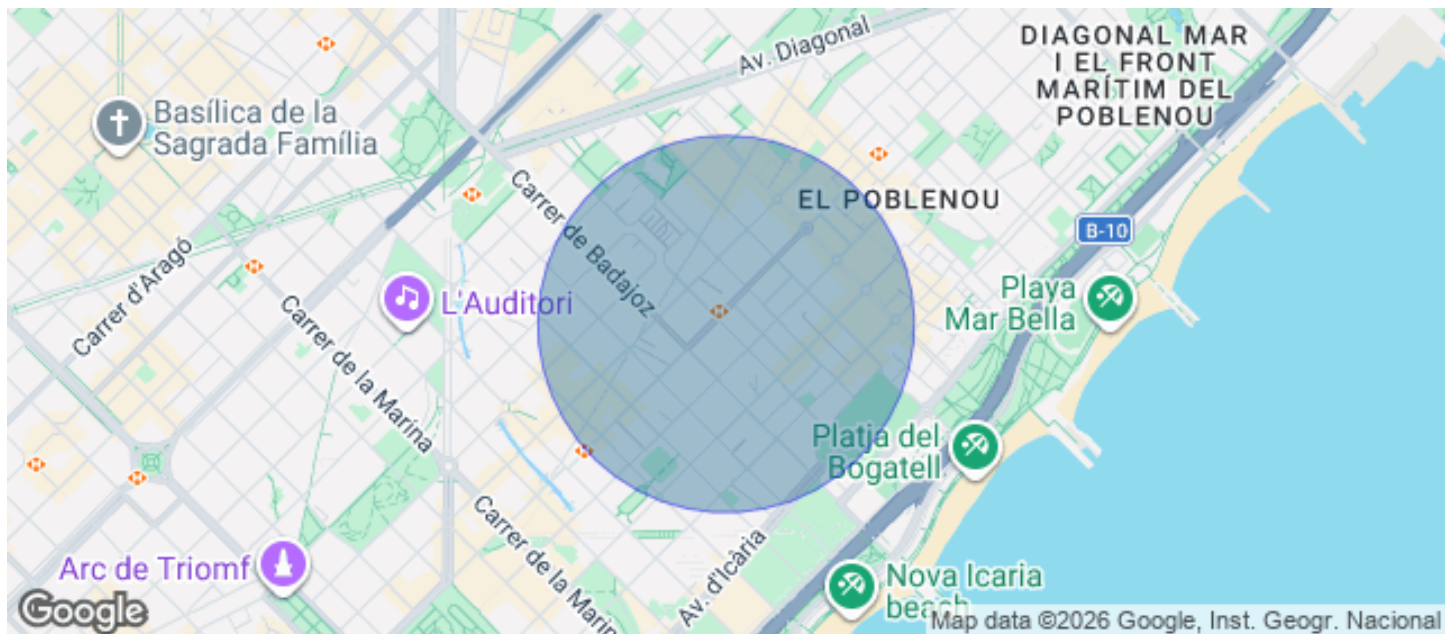 DIAGONAL MAR
I EL FRONT
MARÍTIM DEL
POBLENOU
Av. Diagonal
Basílica de la
Sagrada Família
Carrer de Badajoz
EL POBLENOU
B-10
Carrer d'Aragó
L'Auditori
Playa
Mar Bella
Carrer de la Marina
Platja del
Bogatell
Carrer de la Marina
Av. d'Icària
Arc de Triomf
Nova Icaria
beach
Google
Map data ©2026 Google, Inst. Geogr. Nacional